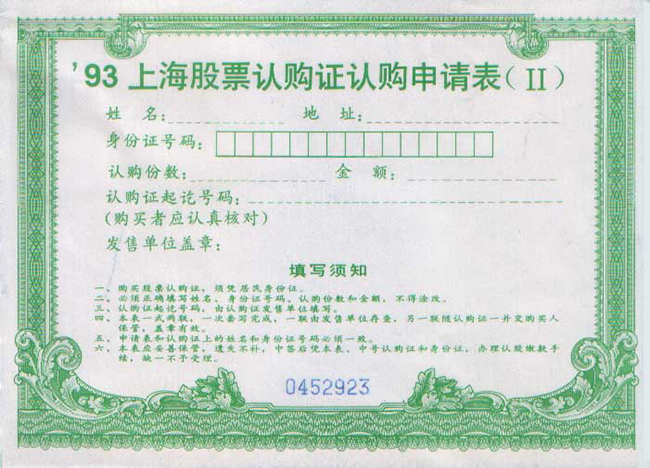 '93上海股票认购证认购申请表(II)
姓 名: 地 址:
身份证号码:
认购份数: 金 额:
认购证起讫号码:
(购买者应认真核对)
发售单位盖章:
填写须知
一、购买股票认购证，须凭居民身份证。
二、必须正确填写姓名、身份证号码、认购份数和金额，不得涂改。
三、认购证起讫号码，由认购证发售单位填写。
四、本表一式两联，一次套写完成，一联由发售单位存查，另一联随认购证一并交购买人
保管，盖章有效。
五、申请表和认购证上的姓名和身份证号码必须一致。
六、本表应妥善保管，遗失不补，中签后凭本表、中号认购证和身份证，办理认股缴款手
续，缺一不予受理。
0452923